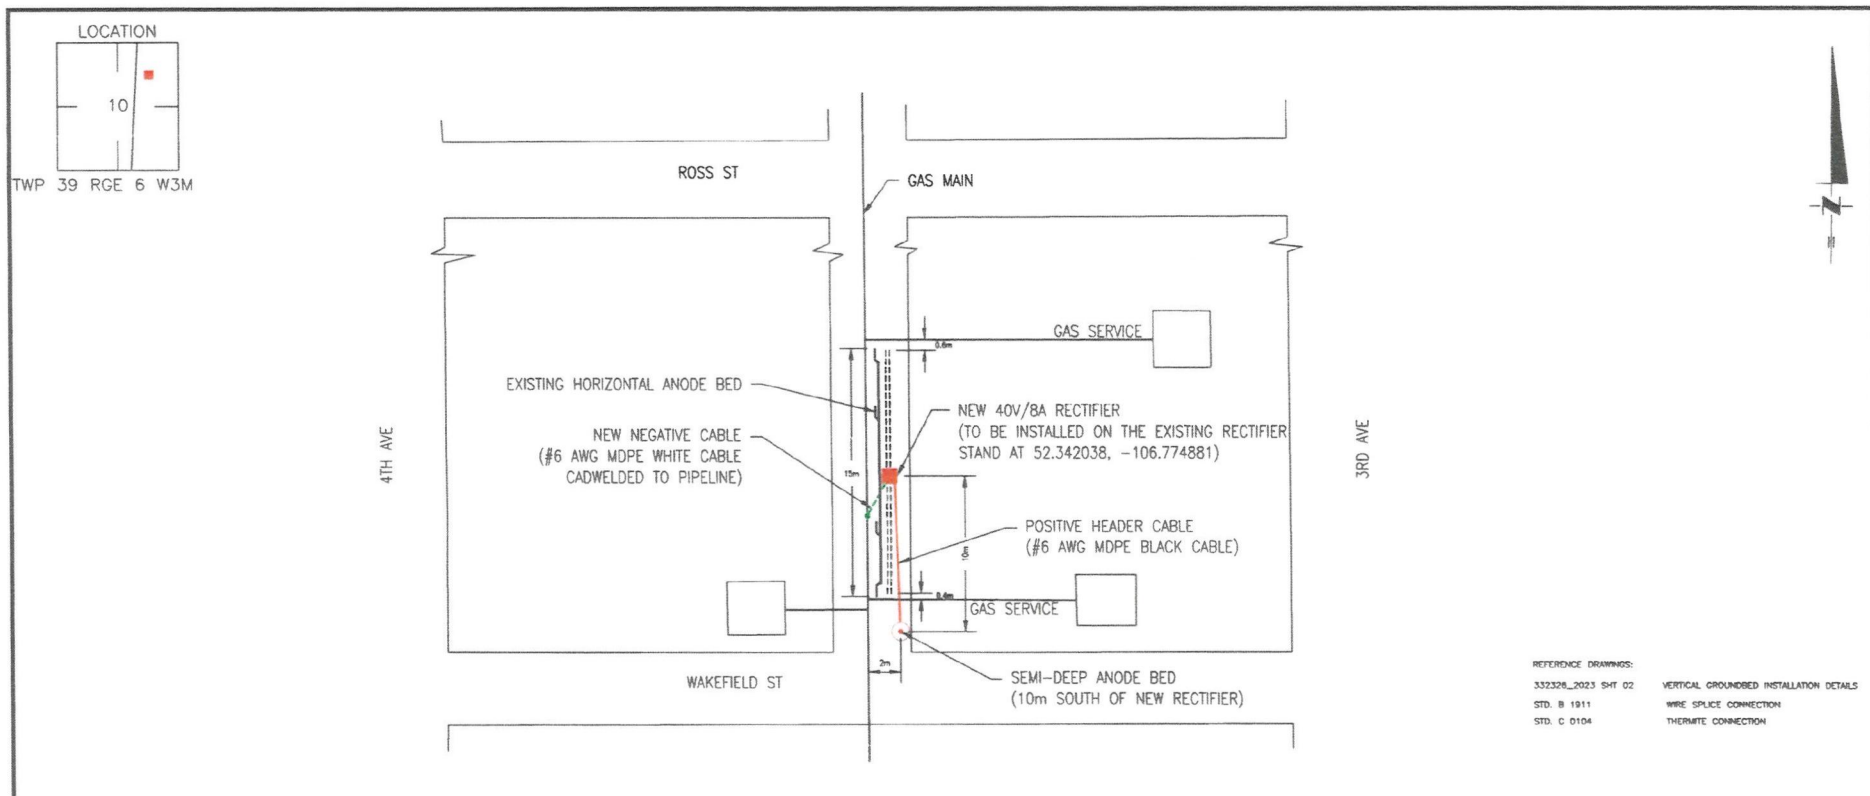 LOCATION
10
TWP 39 RGE 6 W3M
ROSS ST
GAS MAIN
N
GAS SERVICE
0.6m
EXISTING HORIZONTAL ANODE BED
NEW 40V/8A RECTIFIER
(TO BE INSTALLED ON THE EXISTING RECTIFIER
STAND AT 52.342038, -106.774881)
NEW NEGATIVE CABLE
(#6 AWG MDPE WHITE CABLE
CADWELDED TO PIPELINE)
4TH AVE
3RD AVE
15m
POSITIVE HEADER CABLE
(#6 AWG MDPE BLACK CABLE)
10m
0.4m
GAS SERVICE
2m
WAKEFIELD ST
SEMI-DEEP ANODE BED
(10m SOUTH OF NEW RECTIFIER)
REFERENCE DRAWINGS:
332326_2023 SHT 02 VERTICAL GROUNDBED INSTALLATION DETAILS
STD. B 1911 WIRE SPLICE CONNECTION
STD. C 0104 THERMITE CONNECTION